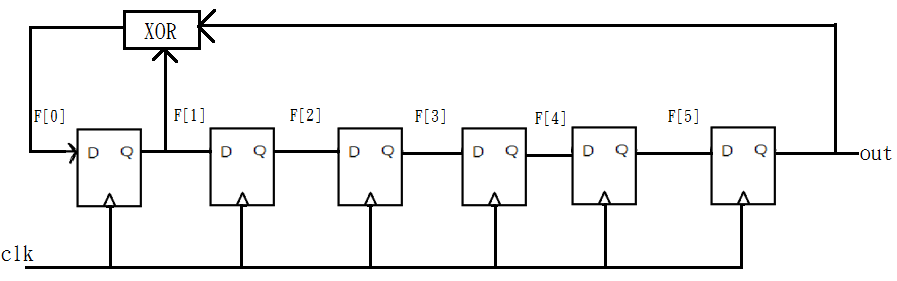 XOR
F[0]
F[1]
F[2]
F[3]
F[4]
F[5]
D Q
D Q
D Q
D Q
D Q
D Q
out
clk